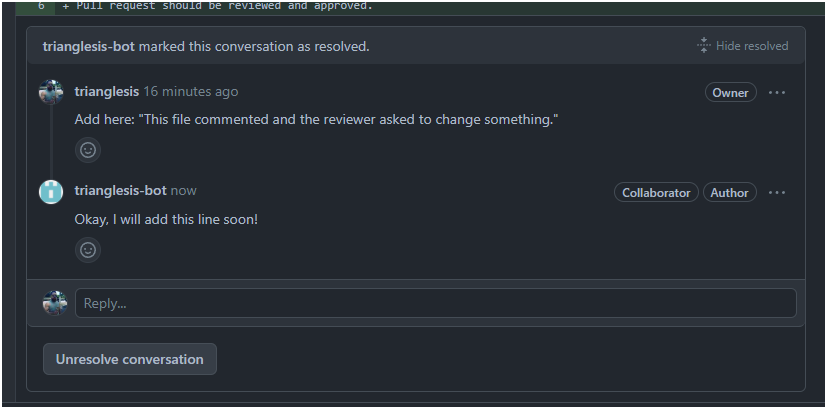 6 + Pull request should be reviewed and approved.
trianglesis-bot marked this conversation as resolved. Hide resolved
trianglesis 16 minutes ago Owner ...
Add here: "This file commented and the reviewer asked to change something."
trianglesis-bot now Collaborator Author ...
Okay, I will add this line soon!
Reply...
Unresolve conversation